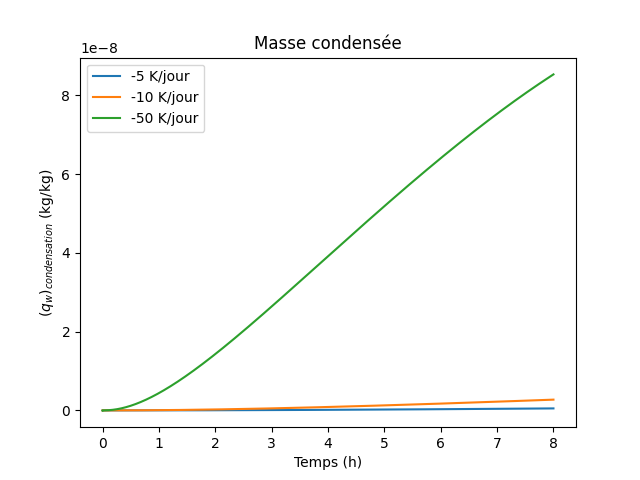 Masse condensée
1e−8
-5 K/jour
-10 K/jour
-50 K/jour
8
6
4
2
0
(q_w)_condensation (kg/kg)
0 1 2 3 4 5 6 7 8
Temps (h)